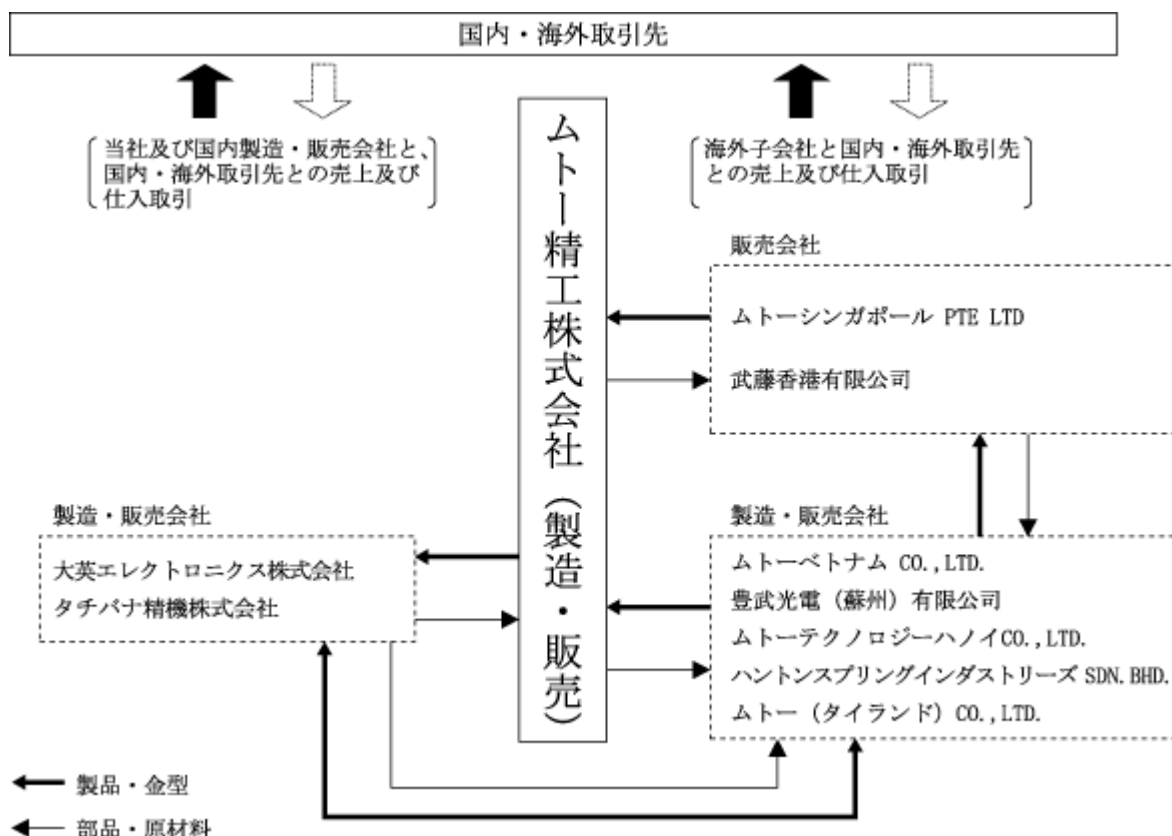 国内・海外取引先
当社及び国内製造・販売会社と、
国内・海外取引先との売上及び
仕入取引
海外子会社と国内・海外取引先
との売上及び仕入取引
ムトー精工株式会社（製造・販売）
販売会社
ムトーシンガポール PTE LTD
武藤香港有限公司
製造・販売会社
大英エレクトロニクス株式会社
タチバナ精機株式会社
製造・販売会社
ムトーベトナム CO.,LTD.
豊武光電（蘇州）有限公司
ムトーテクノロジーハノイCO.,LTD.
ハントンスプリングインダストリーズ SDN.BHD.
ムトー（タイランド）CO.,LTD.
製品・金型
部品・原材料